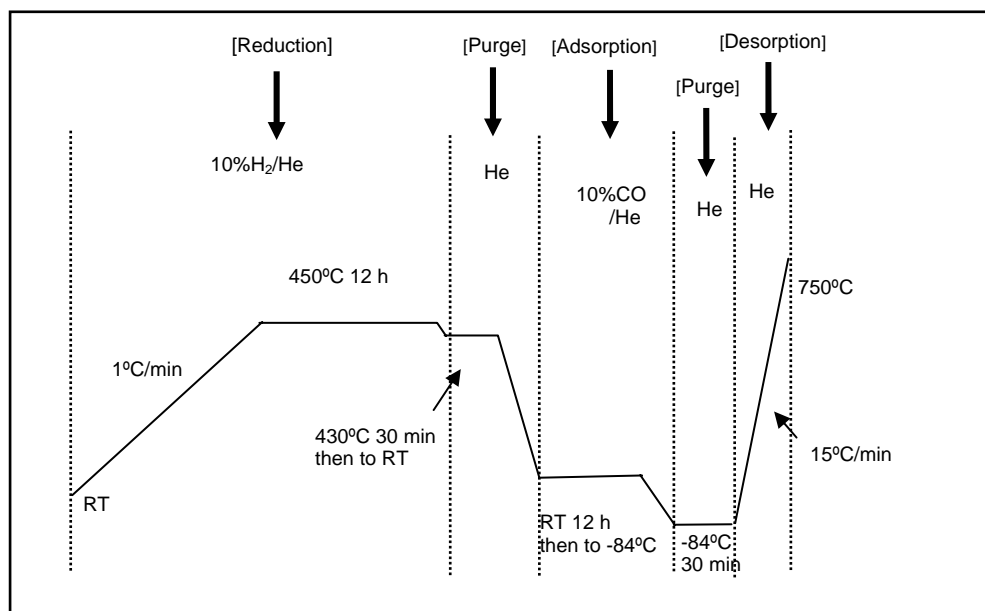 [Reduction]
[Purge]
[Adsorption]
[Desorption]
[Purge]
10%H₂/He
He
10%CO
/He
He
He
450ºC 12 h
750ºC
1ºC/min
430ºC 30 min
then to RT
15ºC/min
RT
RT 12 h
then to -84ºC
-84ºC
30 min